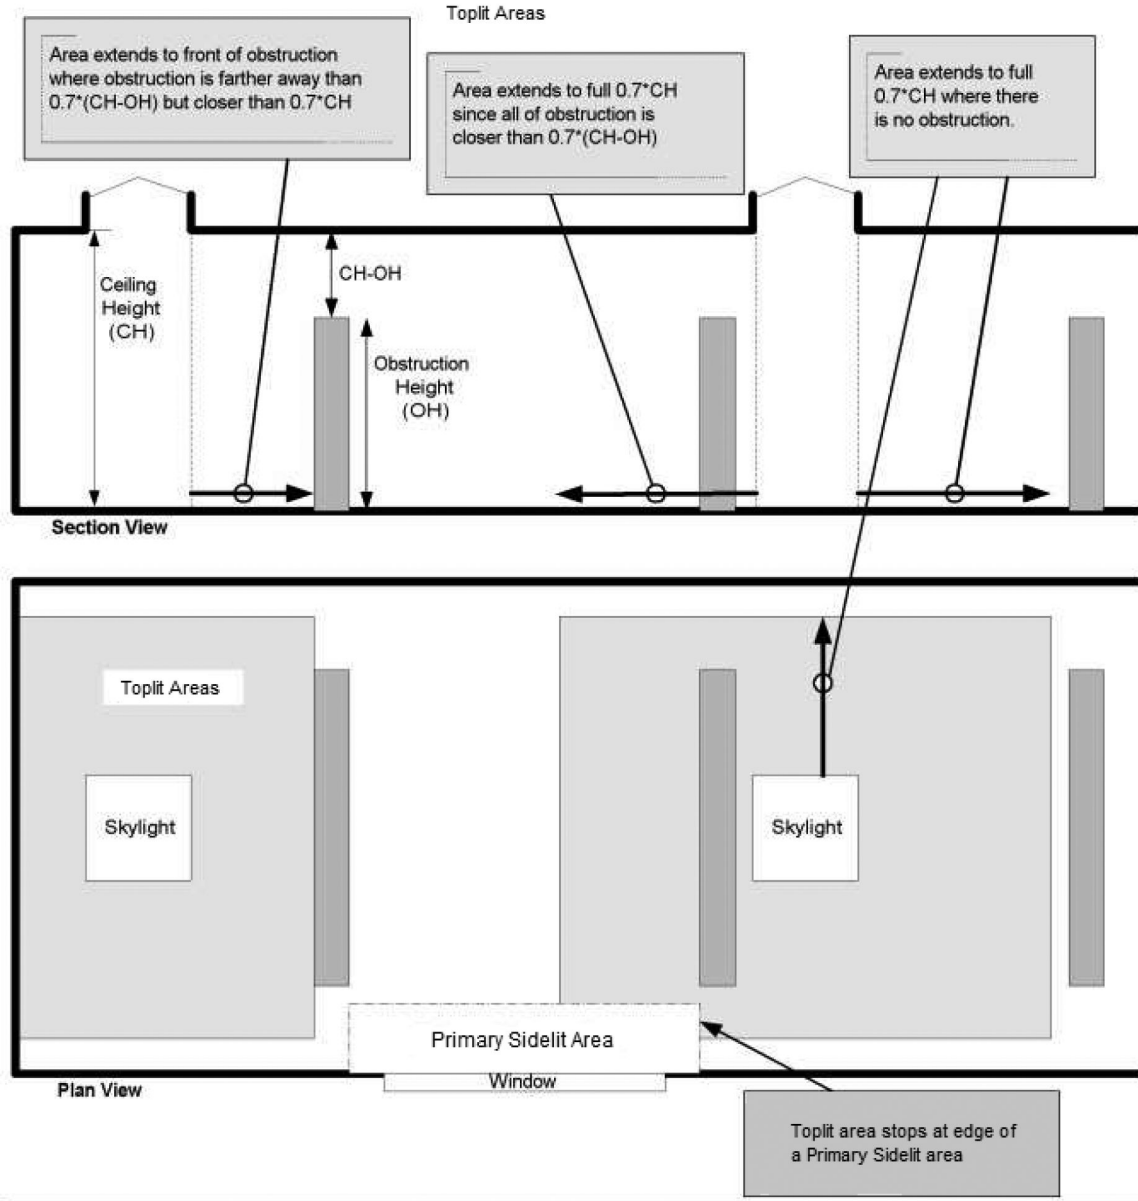 Toplit Areas
Area extends to front of obstruction
where obstruction is farther away than
0.7*(CH-OH) but closer than 0.7*CH
Area extends to full 0.7*CH
since all of obstruction is
closer than 0.7*(CH-OH)
Area extends to full
0.7*CH where there
is no obstruction.
Ceiling
Height
(CH)
CH-OH
Obstruction
Height
(OH)
Section View
Toplit Areas
Skylight
Skylight
Primary Sidelit Area
Window
Plan View
Toplit area stops at edge of
a Primary Sidelit area